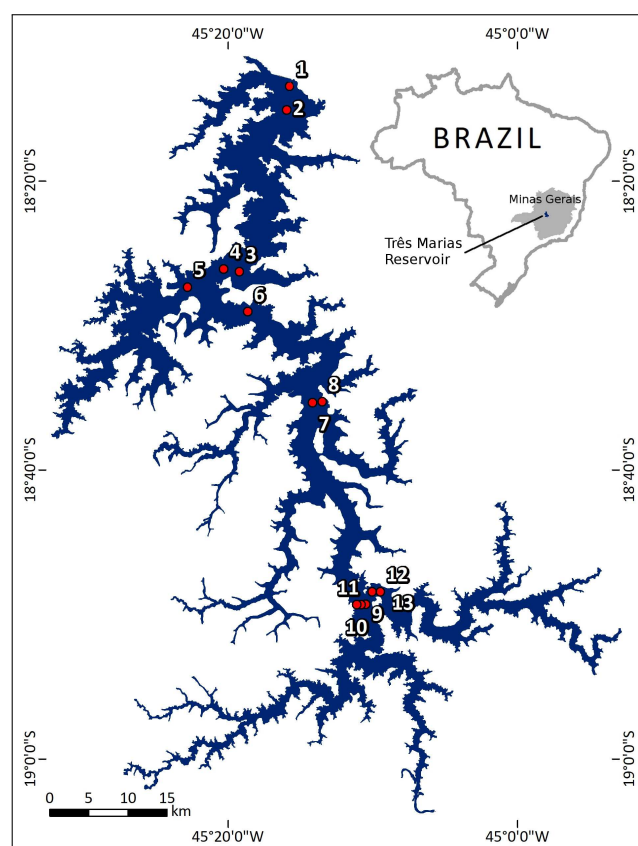 45°20'0"W 45°0'0"W
1
2
BRAZIL
18°20'0"S
18°20'0"S
Minas Gerais
Três Marias
Reservoir
4 3
5
6
8
7
18°40'0"S
18°40'0"S
11 12
9 13
10
19°0'0"S
19°0'0"S
0 5 10 15
km
45°20'0"W 45°0'0"W